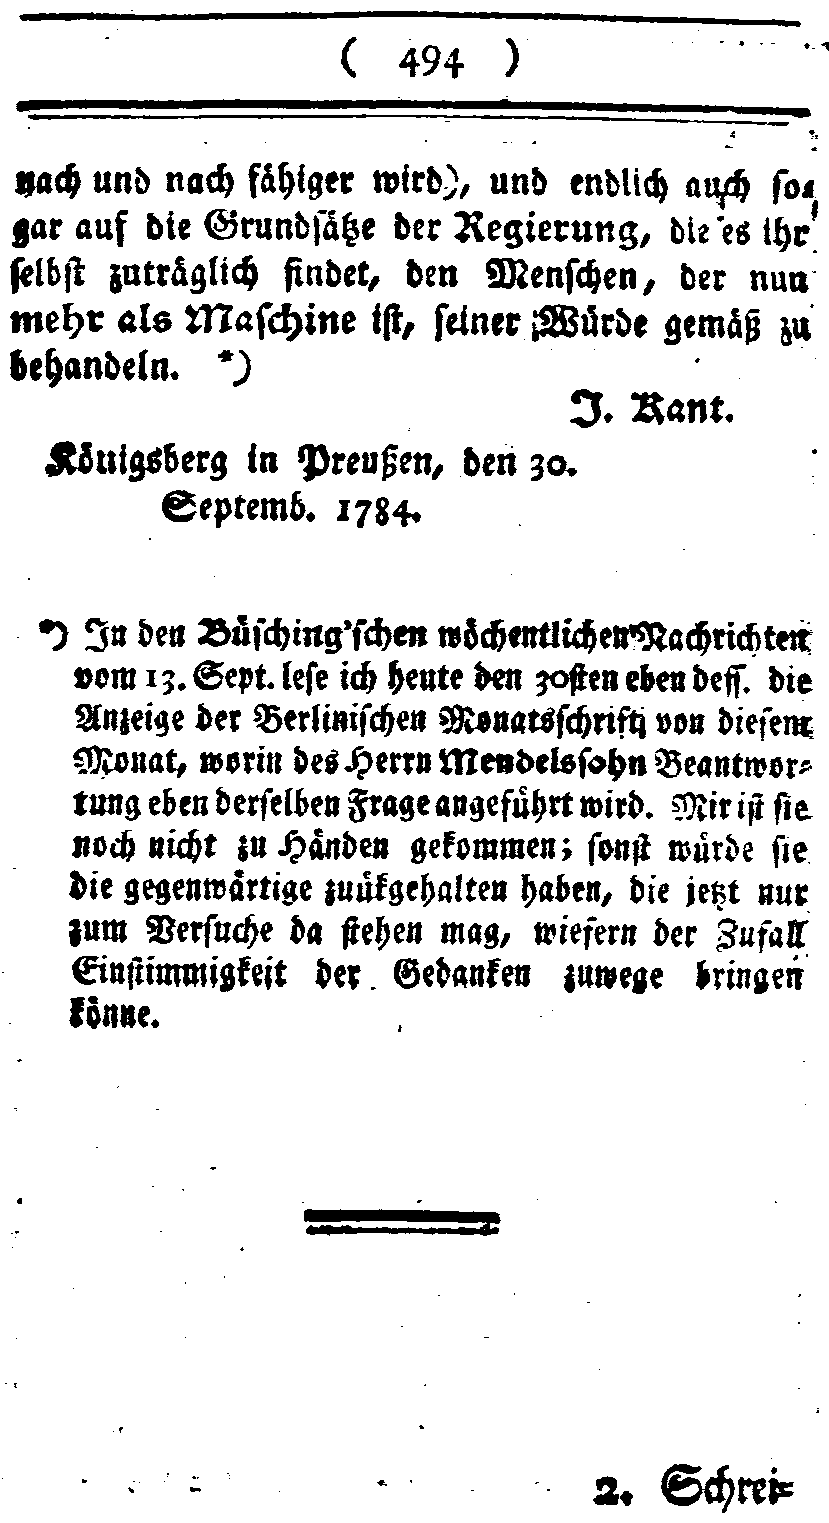 ( 494 )
nach und nach fähiger wird), und endlich auch so-
gar auf die Grundsätze der Regierung, die es ihr
selbst zuträglich findet, den Menschen, der nun
mehr als Maschine ist, seiner Würde gemäß zu
behandeln. *)
J. Kant.
Königsberg in Preußen, den 30.
Septemb. 1784.
*) In den Büsching'schen wöchentlichen Nachrichten
vom 13. Sept. lese ich heute den 30sten eben dess. die
Anzeige der Berlinischen Monatsschrift von diesem
Monat, worin des Herrn Mendelssohn Beantwor-
tung eben derselben Frage angeführt wird. Mir ist sie
noch nicht zu Händen gekommen; sonst würde sie
die gegenwärtige zuükgehalten haben, die jetzt nur
zum Versuche da stehen mag, wiefern der Zufall
Einstimmigkeit der Gedanken zuwege bringen
könne.
2. Schrei-